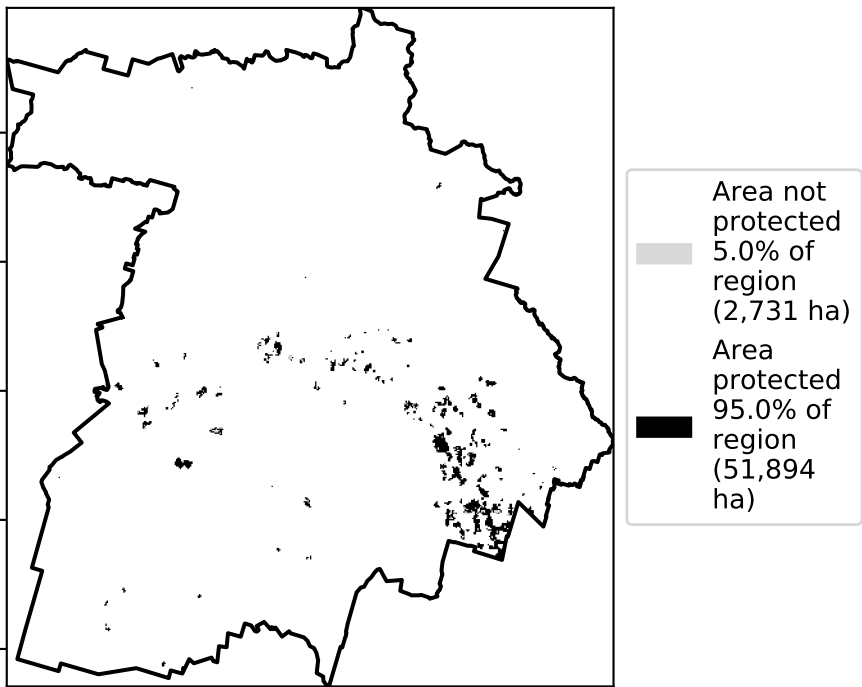 Area not
protected
5.0% of
region
(2,731 ha)
Area
protected
95.0% of
region
(51,894
ha)